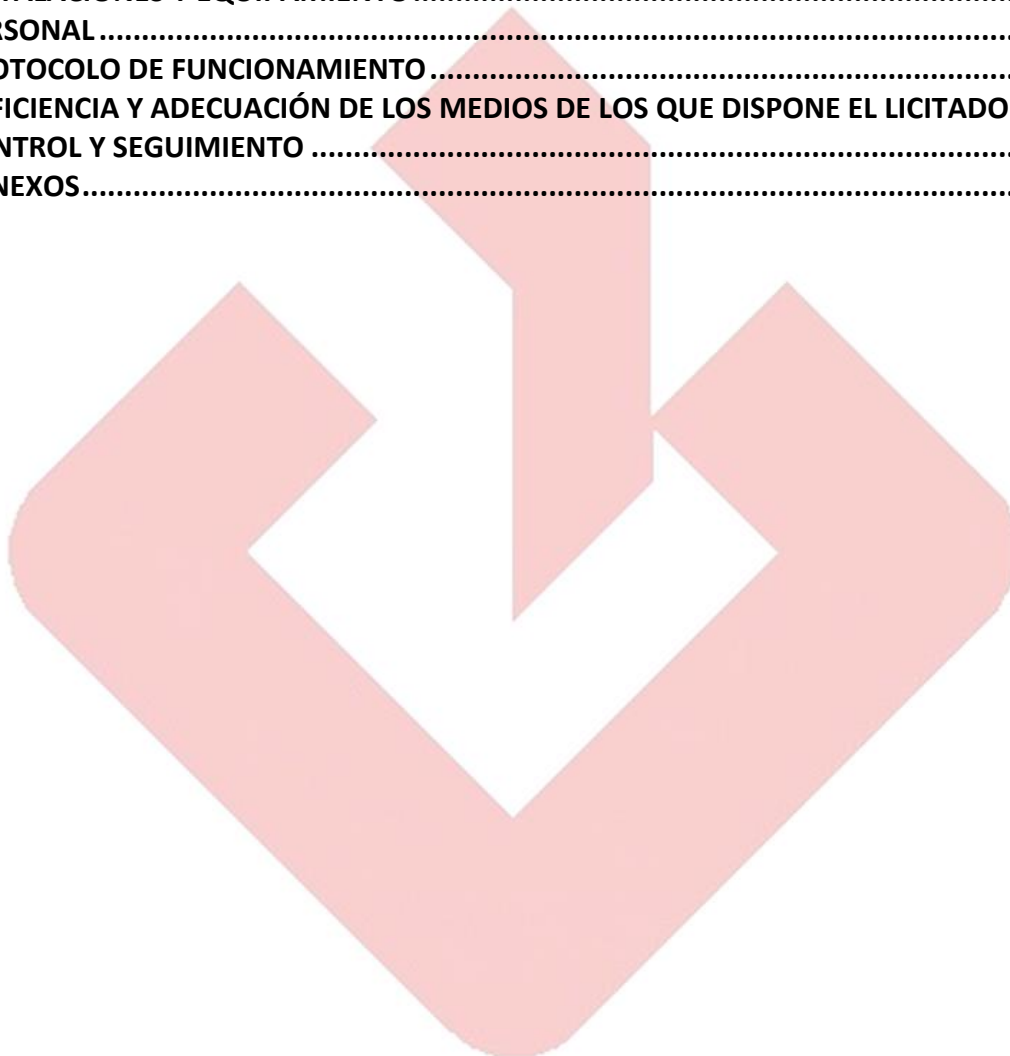 RSONAL
OTOCOLO DE FUNCIONAMIENTO
FICIENCIA Y ADECUACIÓN DE LOS MEDIOS DE LOS QUE DISPONE EL LICITADO
NTROL Y SEGUIMIENTO
NEXOS